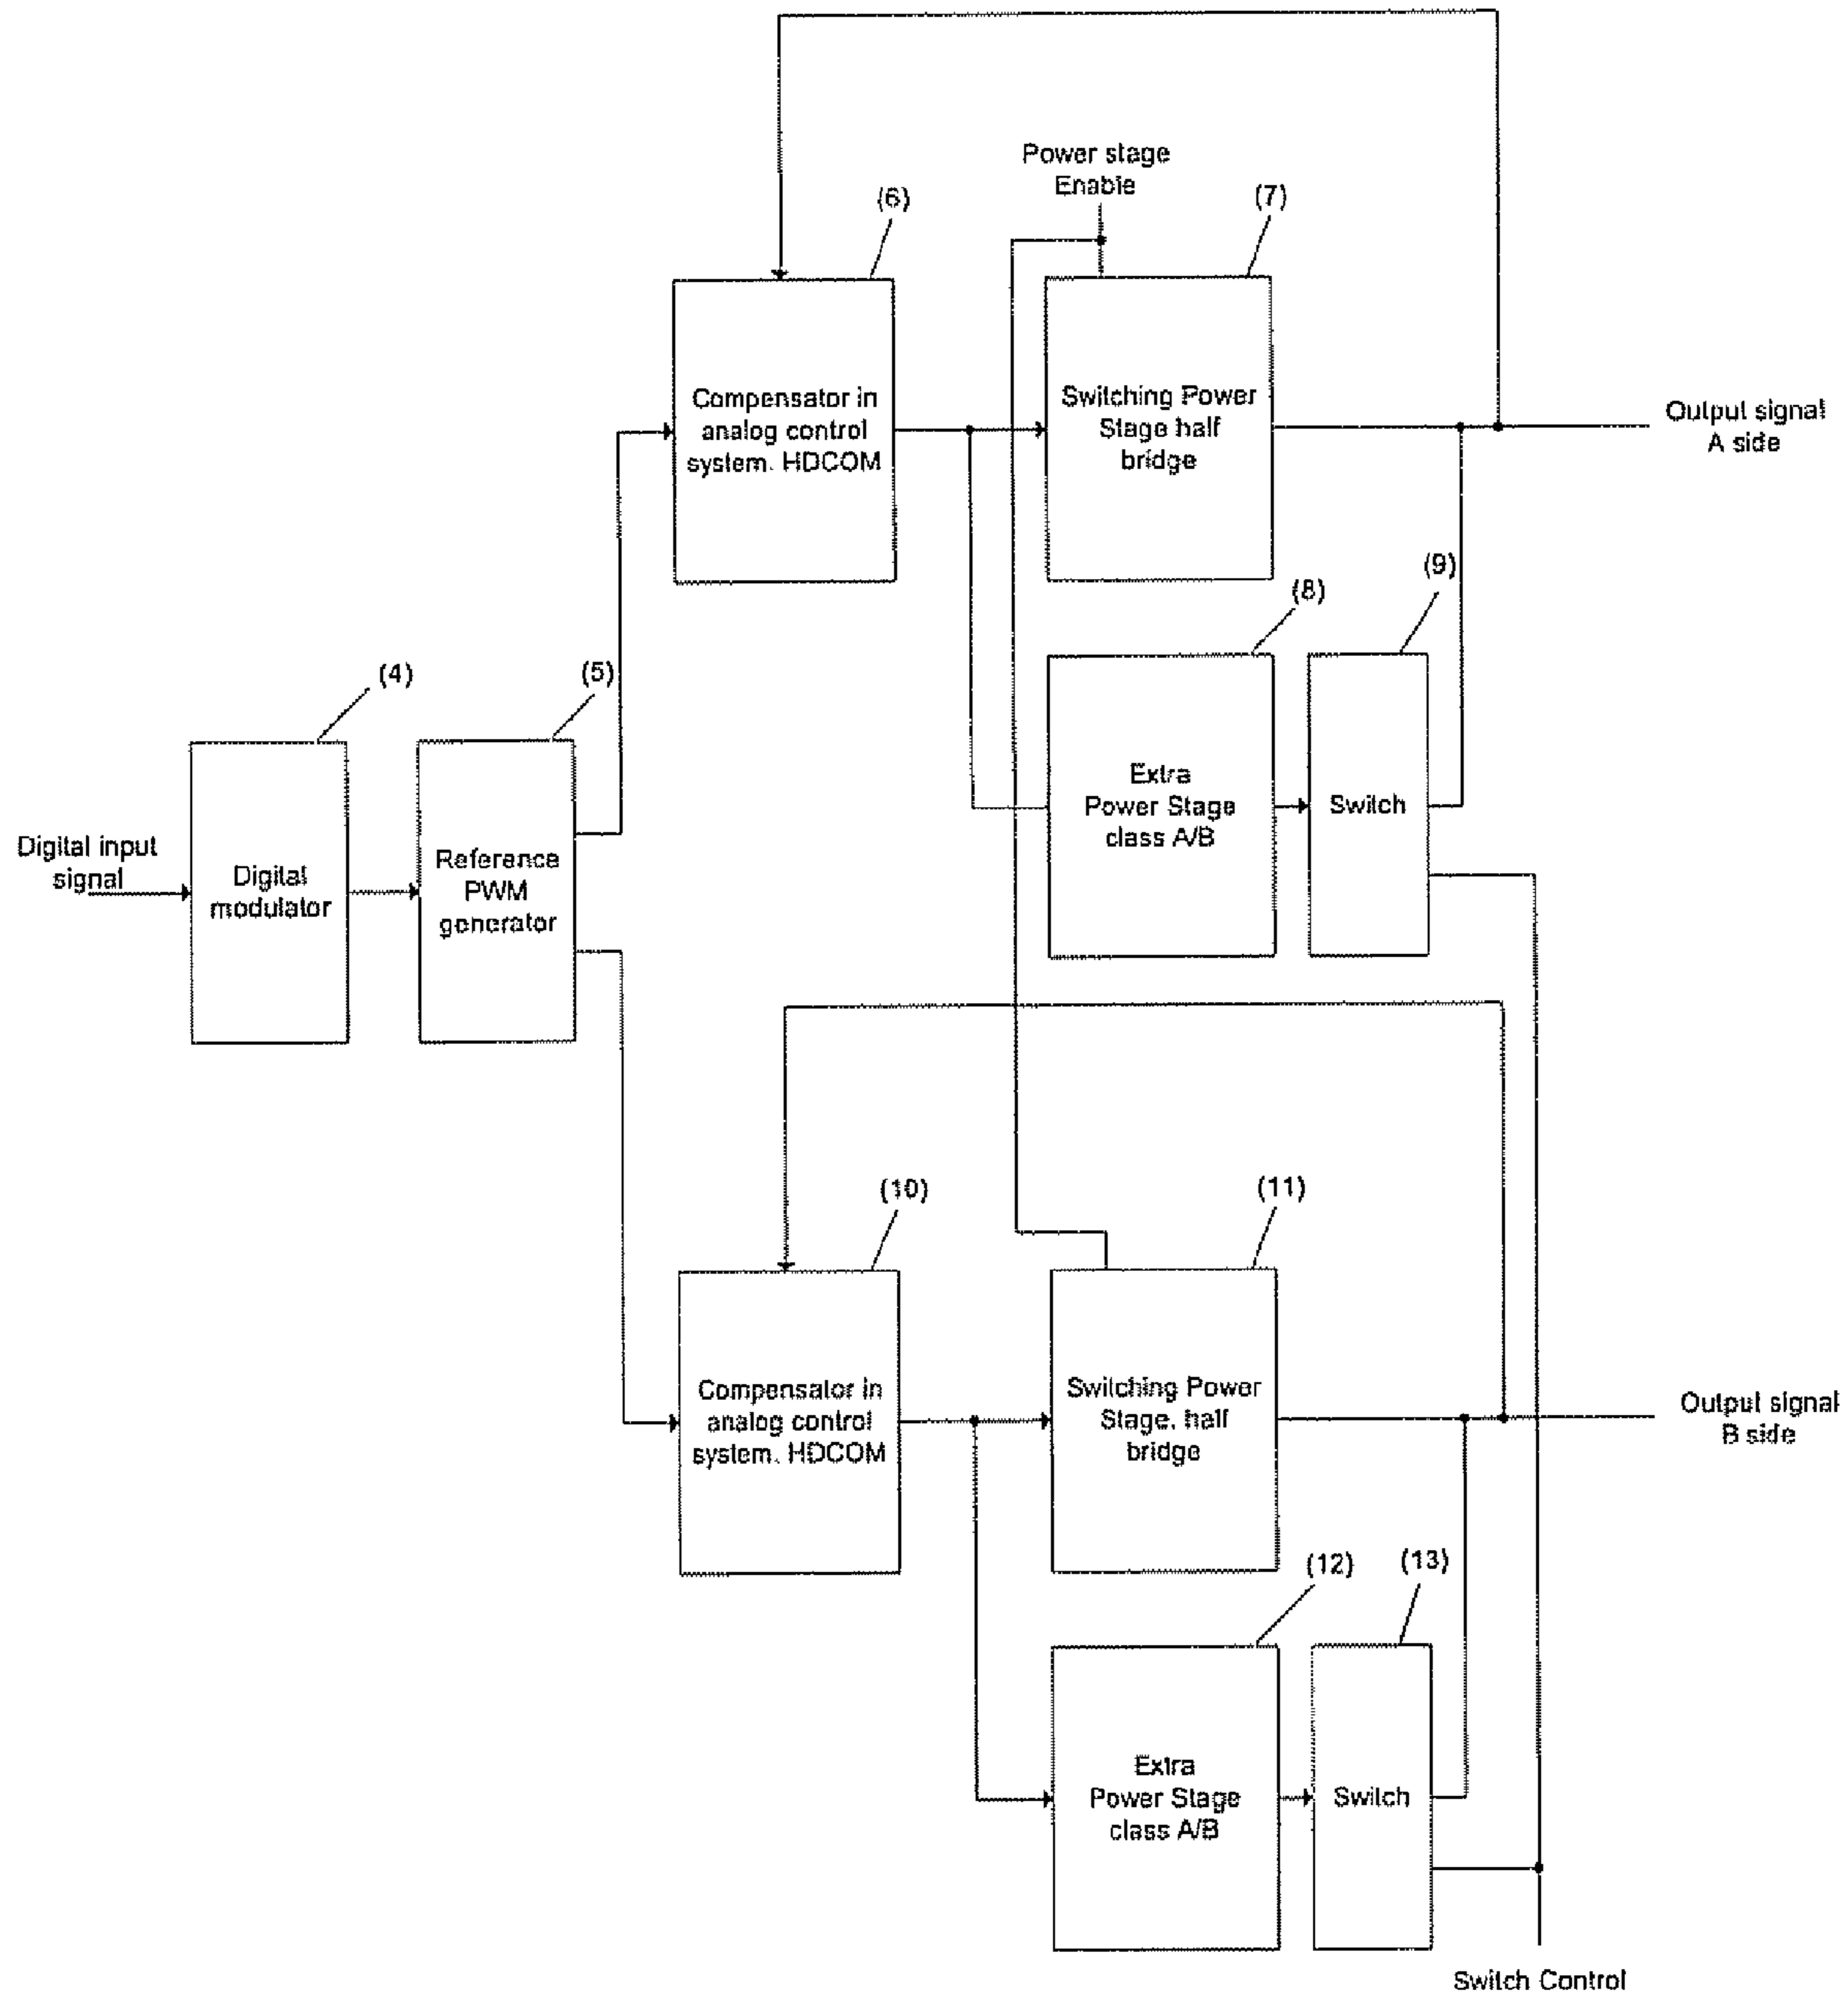 Power stage
Enable
(6)
(7)
Compensator in
analog control
system. HDCOM
Switching Power
Stage half
bridge
Output signal
A side
(8)
(9)
Extra
Power Stage
class A/B
Switch
(4)
(5)
Digital input
signal
Digital
modulator
Reference
PWM
generator
(10)
(11)
Compensator in
analog control
system. HDCOM
Switching Power
Stage. half
bridge
Output signal
B side
(12)
(13)
Extra
Power Stage
class A/B
Switch
Switch Control